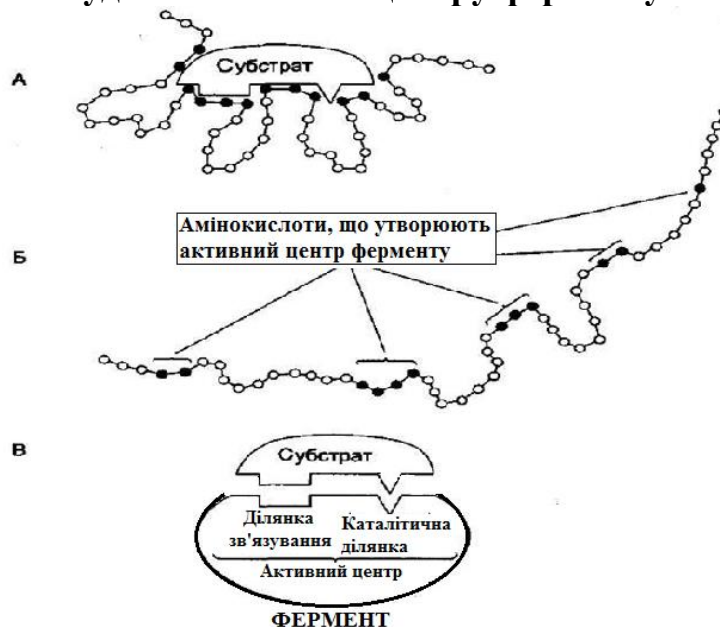 А
Субстрат
Амінокислоти, що утворюють
активний центр ферменту
Б
В
Субстрат
Ділянка
зв'язування
Каталітична
ділянка
Активний центр
ФЕРМЕНТ